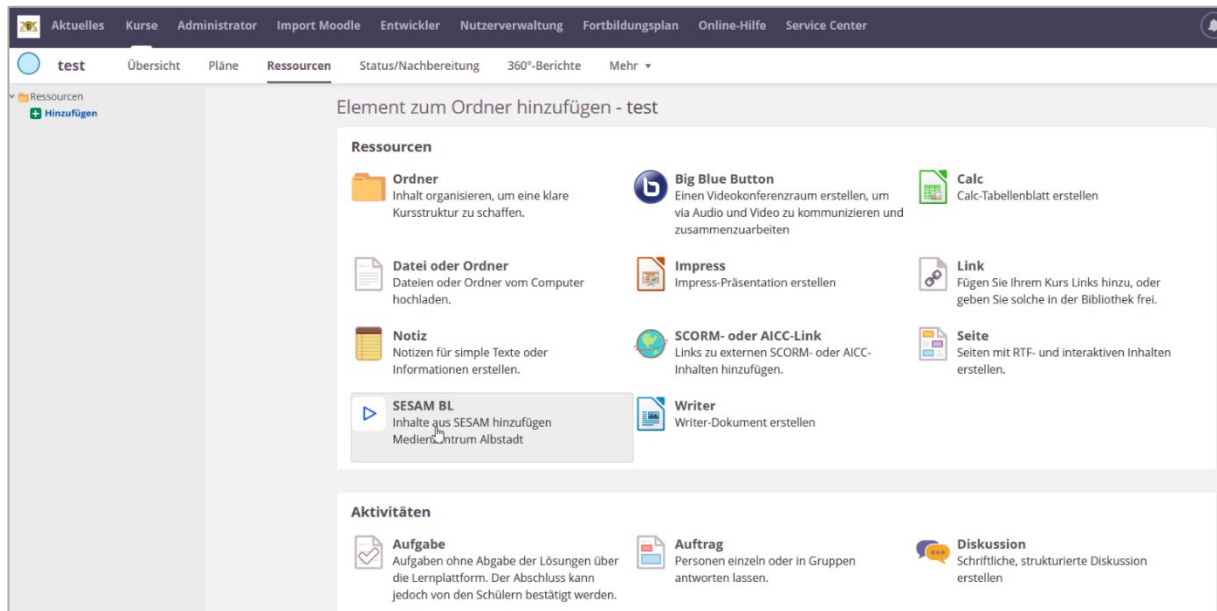 Aktuelles Kurse Administrator Import Moodle Entwickler Nutzerverwaltung Fortbildungsplan Online-Hilfe Service Center
test Übersicht Pläne Ressourcen Status/Nachbereitung 360°-Berichte Mehr
Ressourcen
Hinzufügen
Element zum Ordner hinzufügen - test
Ressourcen
Ordner
Inhalt organisieren, um eine klare
Kursstruktur zu schaffen.
Big Blue Button
Einen Videokonferenzraum erstellen, um
via Audio und Video zu kommunizieren und
zusammenzuarbeiten
Calc
Calc-Tabellenblatt erstellen
Datei oder Ordner
Dateien oder Ordner vom Computer
hochladen.
Impress
Impress-Präsentation erstellen
Link
Fügen Sie Ihrem Kurs Links hinzu, oder
geben Sie solche in der Bibliothek frei.
Notiz
Notizen für simple Texte oder
Informationen erstellen.
SCORM- oder AICC-Link
Links zu externen SCORM- oder AICC-
Inhalten hinzufügen.
Seite
Seiten mit RTF- und interaktiven Inhalten
erstellen.
SESAM BL
Inhalte aus SESAM hinzufügen
Medienzentrum Albstadt
Writer
Writer-Dokument erstellen
Aktivitäten
Aufgabe
Aufgaben ohne Abgabe der Lösungen über
die Lernplattform. Der Abschluss kann
jedoch von den Schülern bestätigt werden.
Auftrag
Personen einzeln oder in Gruppen
antworten lassen.
Diskussion
Schriftliche, strukturierte Diskussion
erstellen